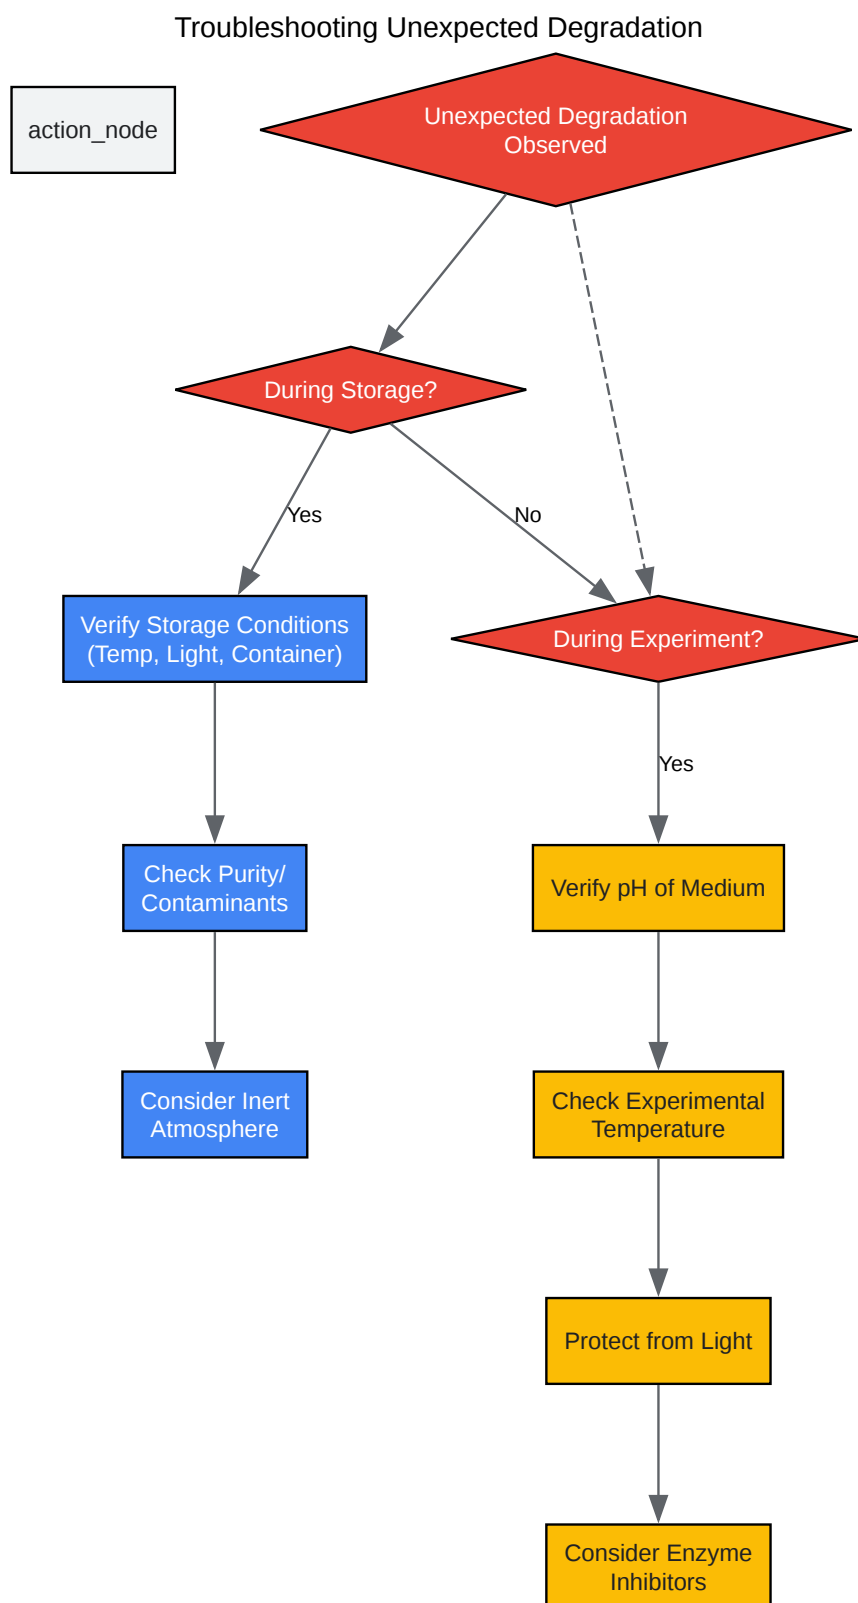 Troubleshooting Unexpected Degradation
action_node
Unexpected Degradation
Observed
During Storage?
Yes
No
Verify Storage Conditions
(Temp, Light, Container)
During Experiment?
Yes
Check Purity/
Contaminants
Verify pH of Medium
Consider Inert
Atmosphere
Check Experimental
Temperature
Protect from Light
Consider Enzyme
Inhibitors